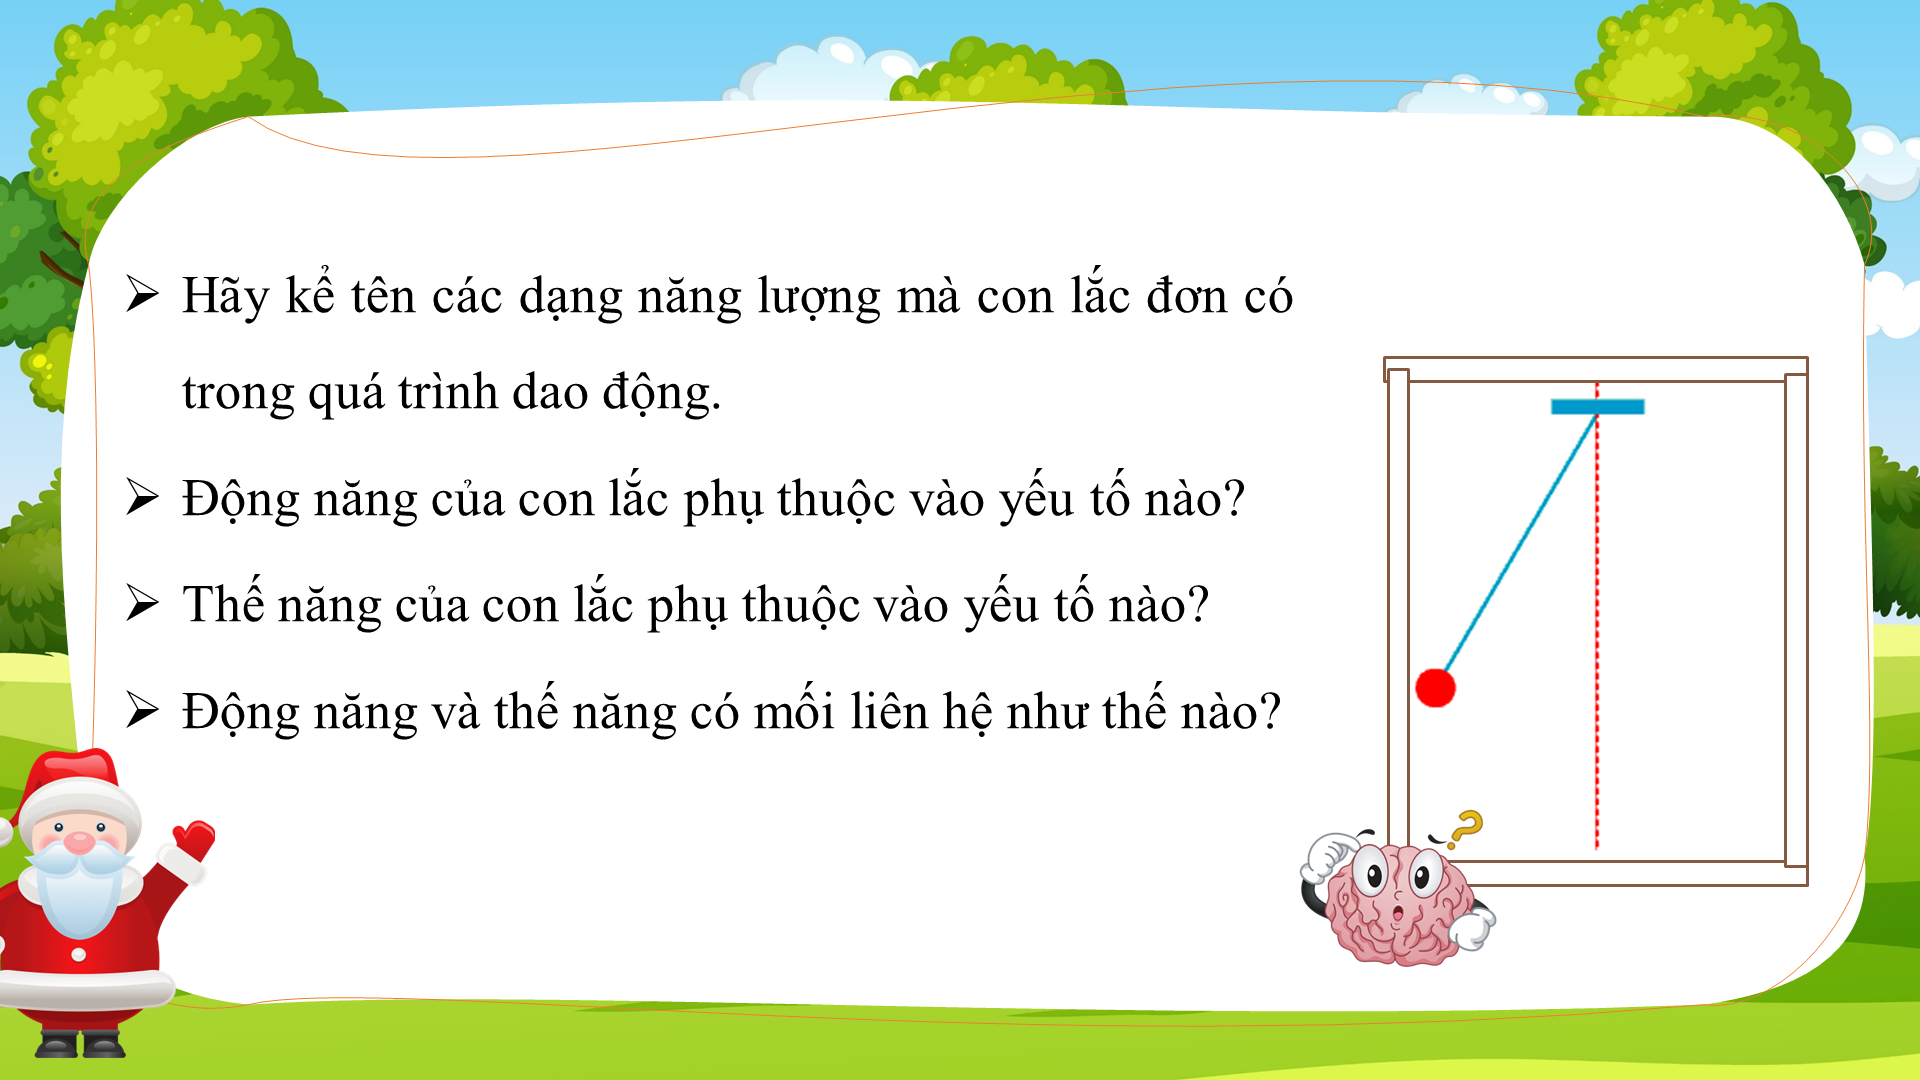 ➢ Hãy kể tên các dạng năng lượng mà con lắc đơn có
trong quá trình dao động.
➢ Động năng của con lắc phụ thuộc vào yếu tố nào?
➢ Thế năng của con lắc phụ thuộc vào yếu tố nào?
➢ Động năng và thế năng có mối liên hệ như thế nào?
?